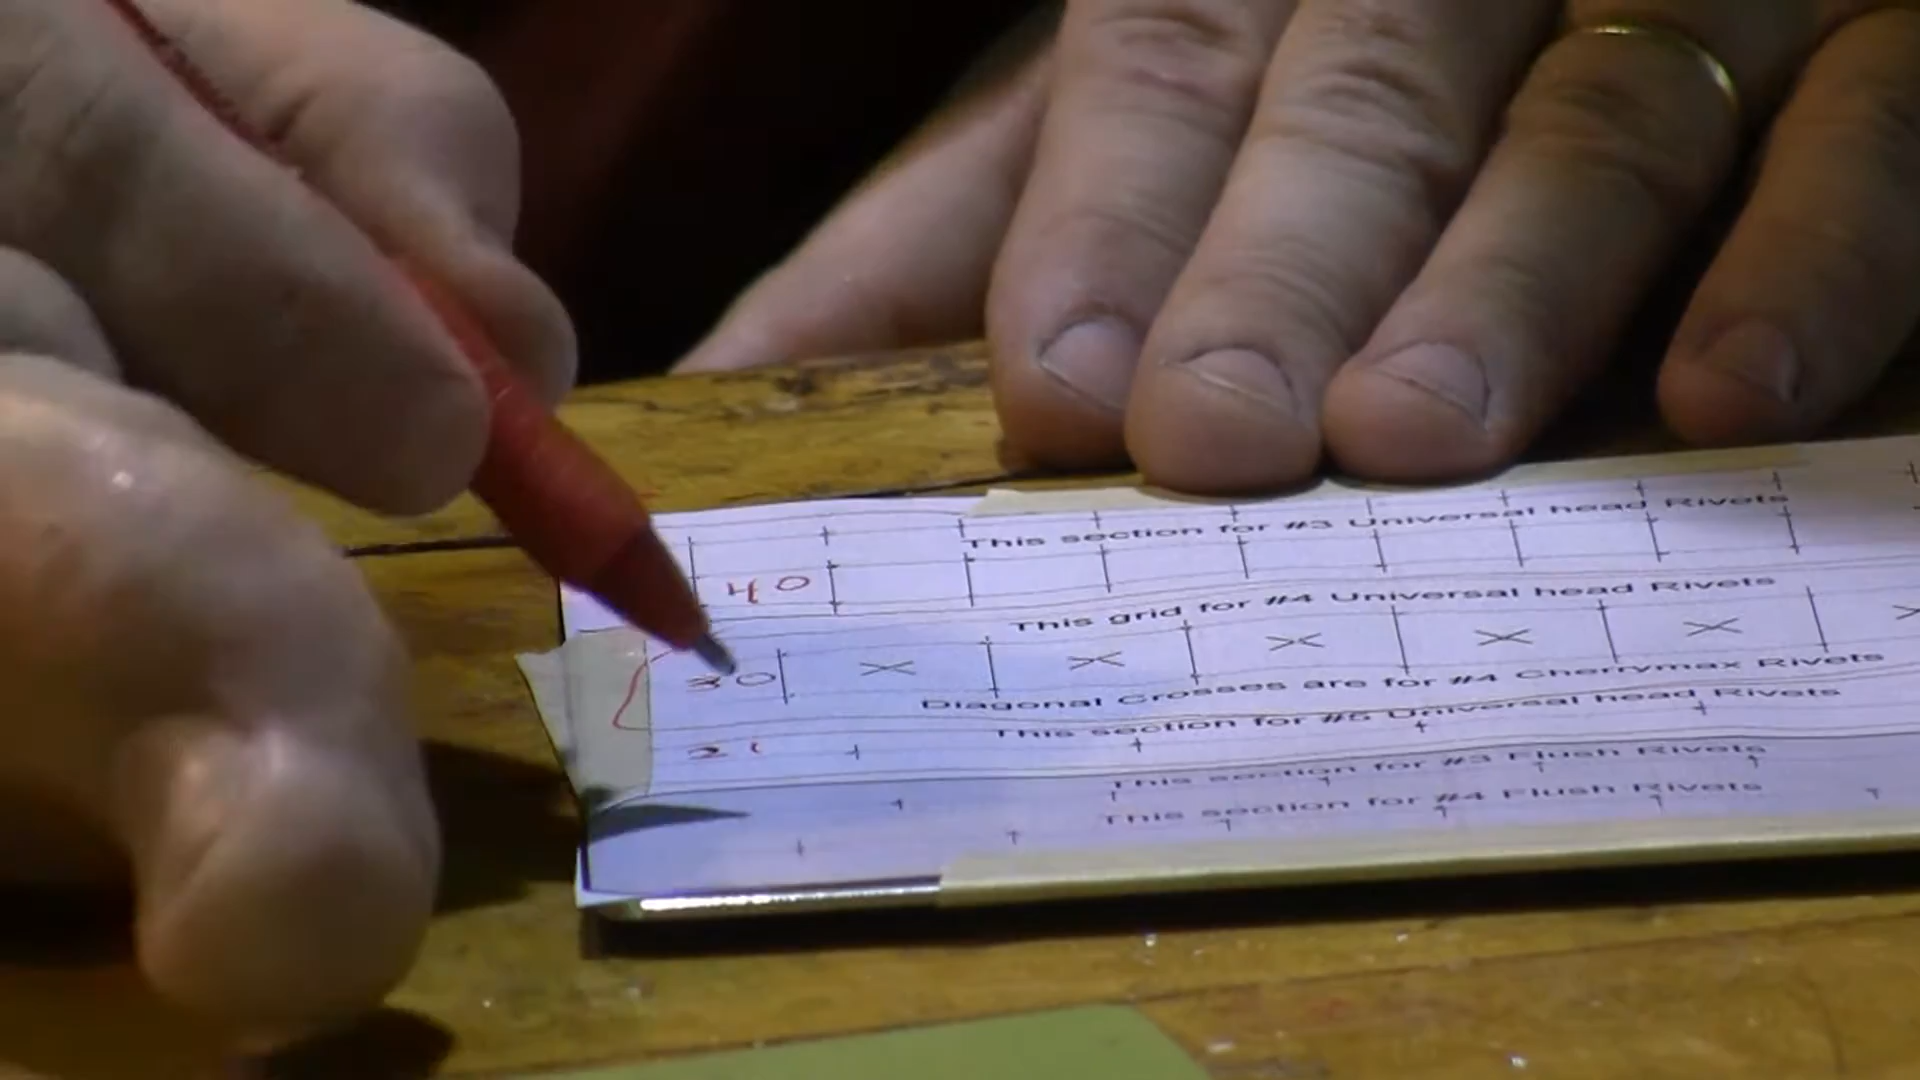 This section for #3 Universal head Rivets
40
This grid for #4 Universal head Rivets
30
Diagonal Crosses are for #4 Cherrymax Rivets
This section for #5 Universal head Rivets
21
This section for #3 Flush Rivets
This section for #4 Flush Rivets